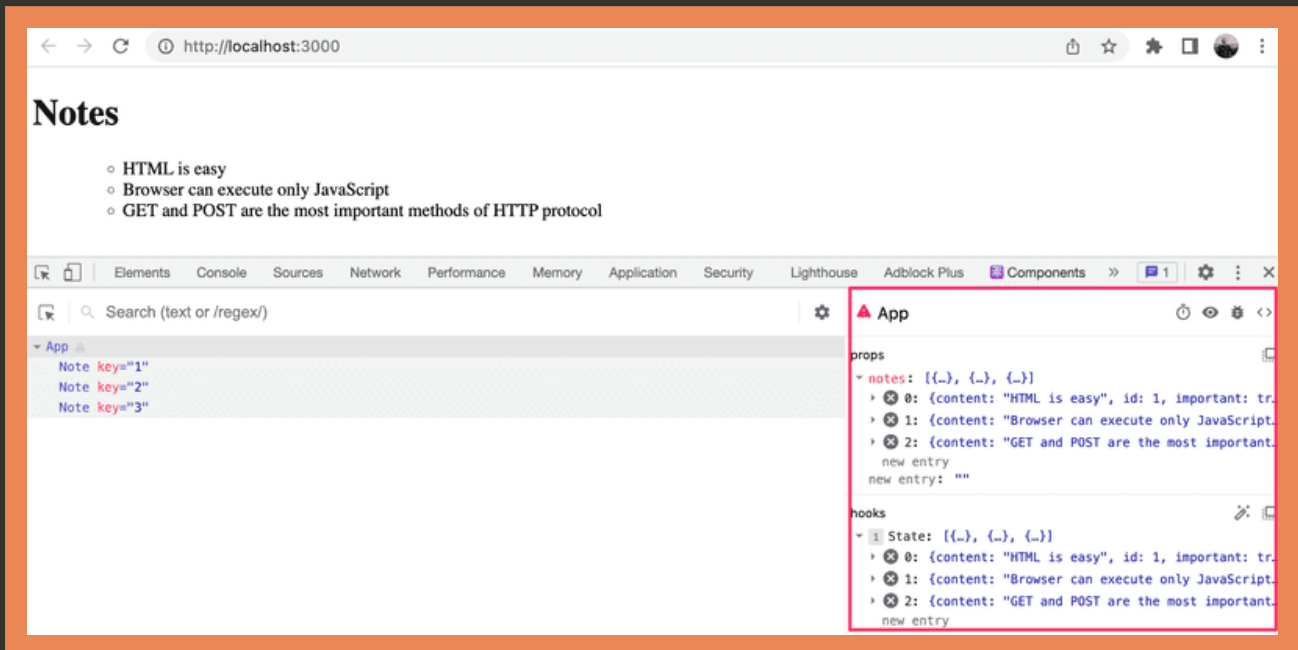 http://localhost:3000
Notes
HTML is easy
Browser can execute only JavaScript
GET and POST are the most important methods of HTTP protocol
Elements Console Sources Network Performance Memory Application Security Lighthouse Adblock Plus Components » 1
Search (text or /regex/)
App
Note key="1"
Note key="2"
Note key="3"
App
props
notes: [{…}, {…}, {…}]
0: {content: "HTML is easy", id: 1, important: tr…
1: {content: "Browser can execute only JavaScript…
2: {content: "GET and POST are the most important…
new entry
new entry: ""
hooks
1 State: [{…}, {…}, {…}]
0: {content: "HTML is easy", id: 1, important: tr…
1: {content: "Browser can execute only JavaScript…
2: {content: "GET and POST are the most important…
new entry